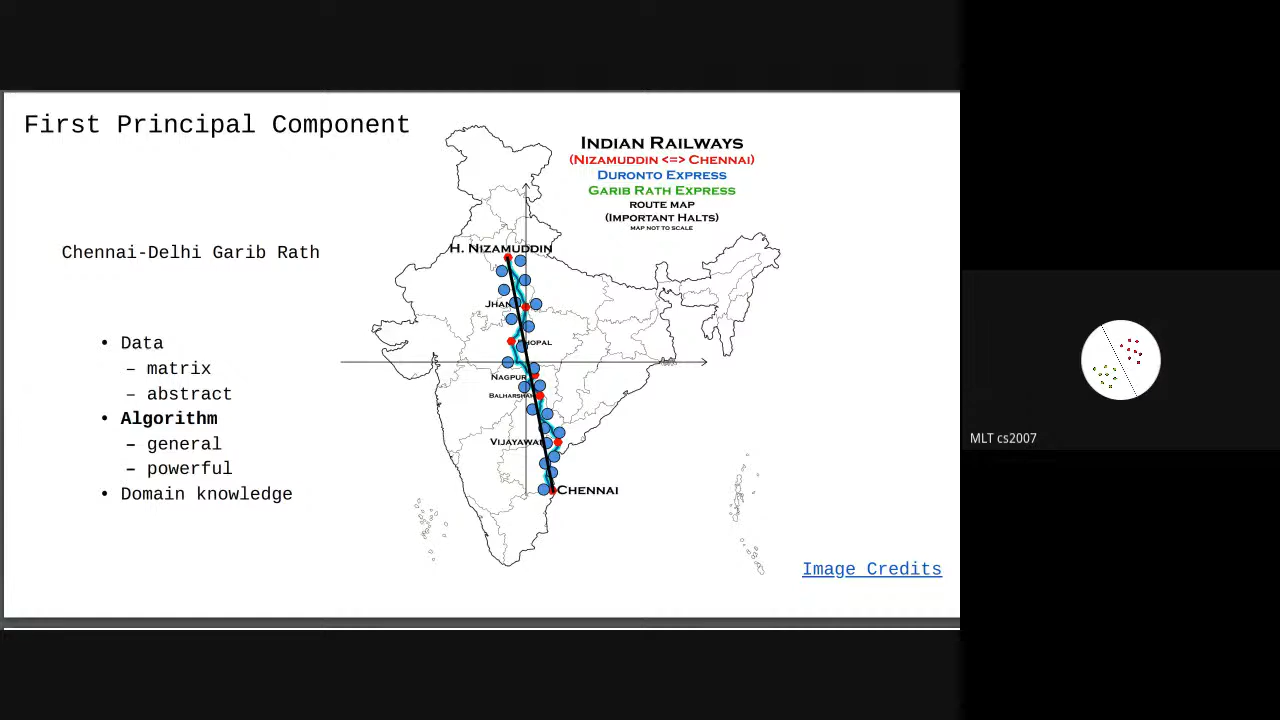 First Principal Component
INDIAN RAILWAYS
(NIZAMUDDIN <=> CHENNAI)
DURONTO EXPRESS
GARIB RATH EXPRESS
ROUTE MAP
(IMPORTANT HALTS)
MAP NOT TO SCALE
Chennai-Delhi Garib Rath
H. NIZAMUDDIN
• Data
– matrix
– abstract
• Algorithm
– general
– powerful
• Domain knowledge
NAGPUR
CHENNAI
Image Credits
MLT cs2007